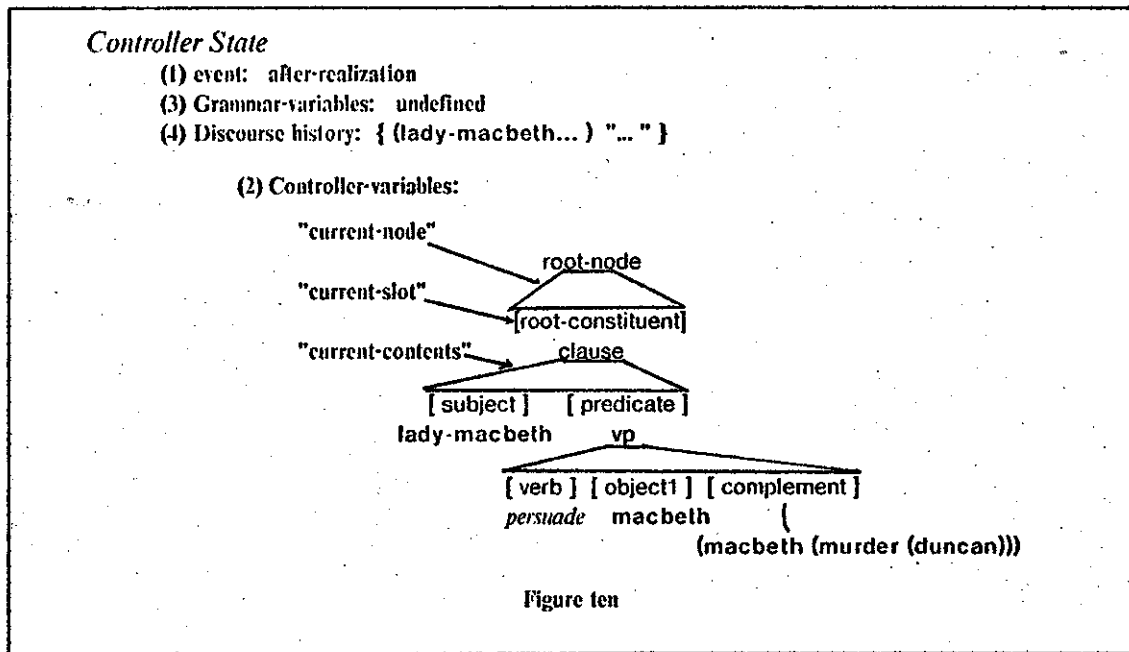 Controller State
(1) event: after-realization
(3) Grammar-variables: undefined
(4) Discourse history: { (lady-macbeth... ) "... " }
(2) Controller-variables:
"current-node"
root-node
"current-slot"
[root-constituent]
"current-contents"
clause
[ subject ] [ predicate ]
lady-macbeth vp
[ verb ] [ object1 ] [ complement ]
persuade macbeth
(macbeth (murder (duncan)))
Figure ten